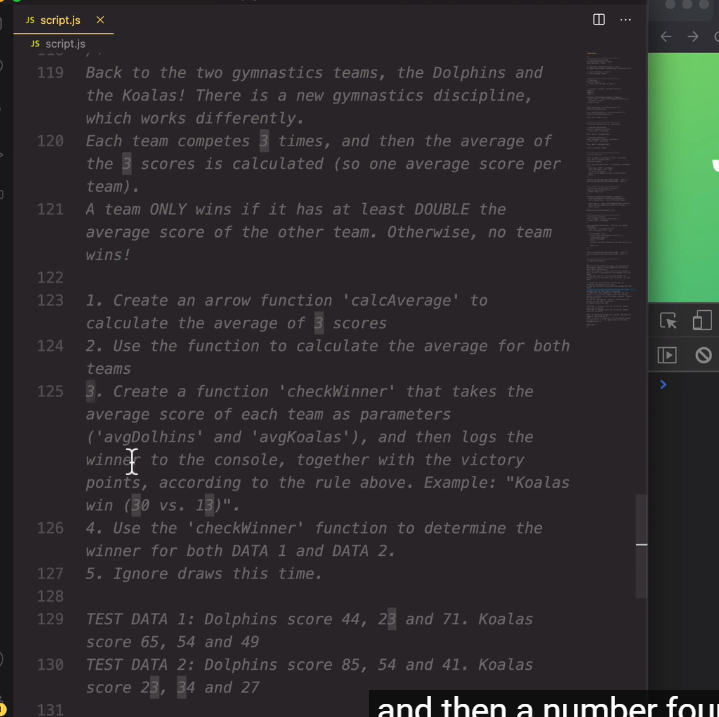 JS script.js ×
JS script.js
119 Back to the two gymnastics teams, the Dolphins and
the Koalas! There is a new gymnastics discipline,
which works differently.
120 Each team competes 3 times, and then the average of
the 3 scores is calculated (so one average score per
team).
121 A team ONLY wins if it has at least DOUBLE the
average score of the other team. Otherwise, no team
wins!
122
123 1. Create an arrow function 'calcAverage' to
calculate the average of 3 scores
124 2. Use the function to calculate the average for both
teams
125 3. Create a function 'checkWinner' that takes the
average score of each team as parameters
('avgDolhins' and 'avgKoalas'), and then logs the
winner to the console, together with the victory
points, according to the rule above. Example: "Koalas
win (30 vs. 13)".
126 4. Use the 'checkWinner' function to determine the
winner for both DATA 1 and DATA 2.
127 5. Ignore draws this time.
128
129 TEST DATA 1: Dolphins score 44, 23 and 71. Koalas
score 65, 54 and 49
130 TEST DATA 2: Dolphins score 85, 54 and 41. Koalas
score 23, 34 and 27
131
and then a number four